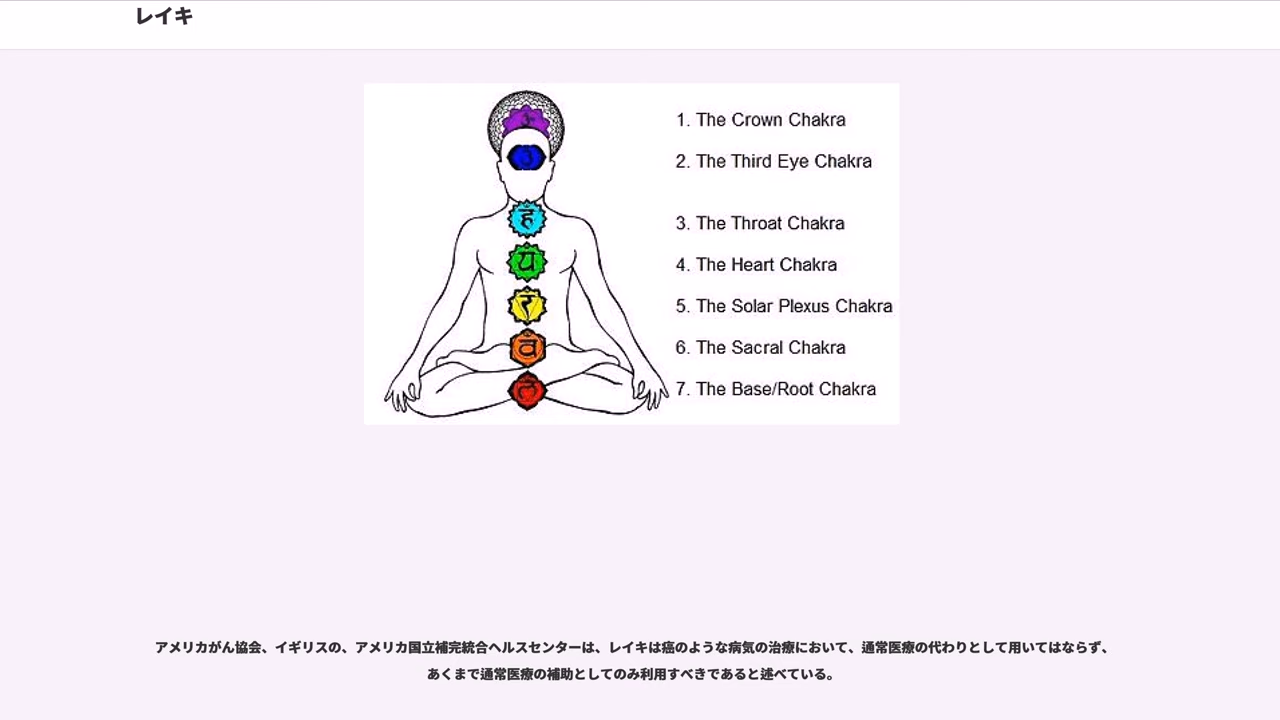 レイキ
1. The Crown Chakra
2. The Third Eye Chakra
3. The Throat Chakra
4. The Heart Chakra
5. The Solar Plexus Chakra
6. The Sacral Chakra
7. The Base/Root Chakra
ह
य
र
व
アメリカがん協会、イギリスの、アメリカ国立補完統合ヘルスセンターは、レイキは癌のような病気の治療において、通常医療の代わりとして用いてはならず、
あくまで通常医療の補助としてのみ利用すべきであると述べている。